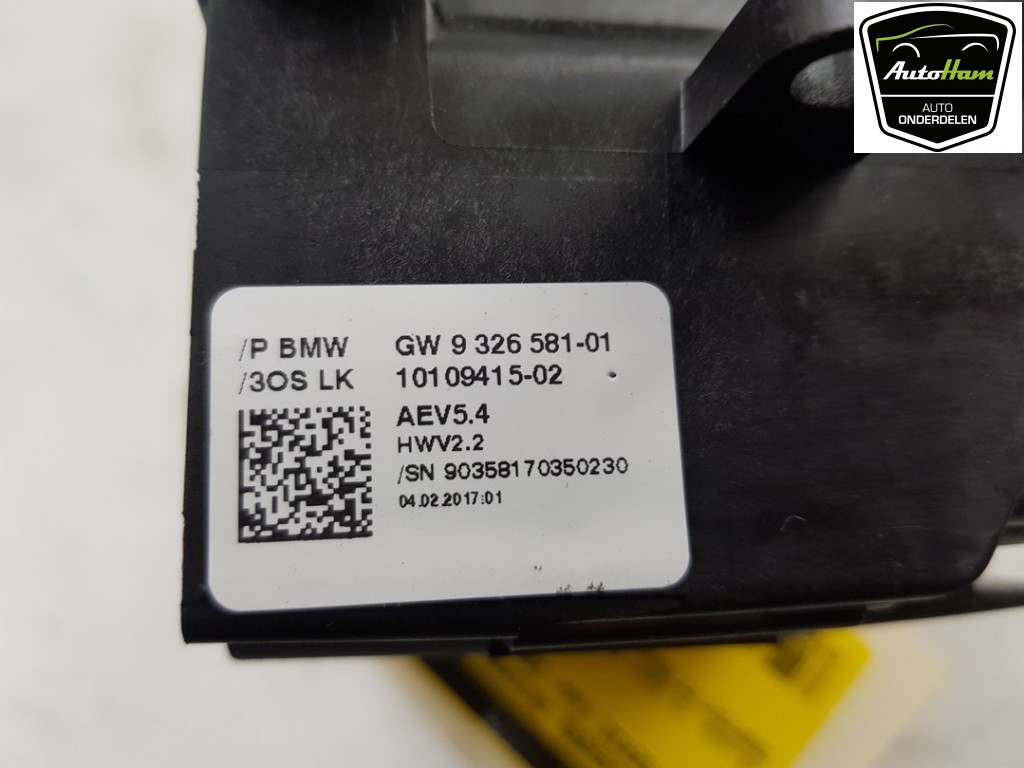 AutoHam
AUTO
ONDERDELEN
/P BMW GW 9 326 581-01
/3OS LK 10109415-02
AEV5.4
HWV2.2
/SN 90358170350230
04.02.2017:01